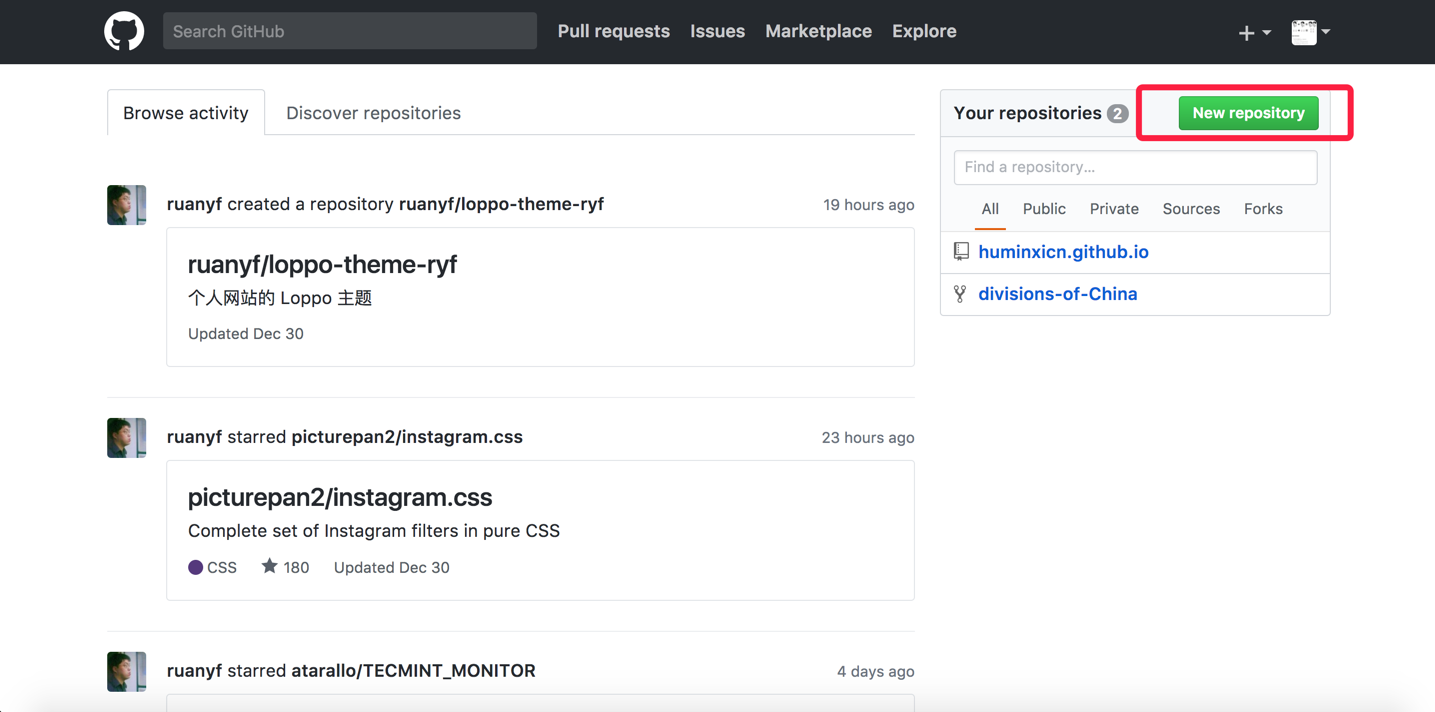 Search GitHub
Pull requests
Issues
Marketplace
Explore
Browse activity
Discover repositories
ruanyf created a repository ruanyf/loppo-theme-ryf
19 hours ago
ruanyf/loppo-theme-ryf
个人网站的 Loppo 主题
Updated Dec 30
ruanyf starred picturepan2/instagram.css
23 hours ago
picturepan2/instagram.css
Complete set of Instagram filters in pure CSS
CSS
180
Updated Dec 30
ruanyf starred atarallo/TECMINT_MONITOR
4 days ago
Your repositories 2
New repository
Find a repository...
All
Public
Private
Sources
Forks
huminxicn.github.io
divisions-of-China